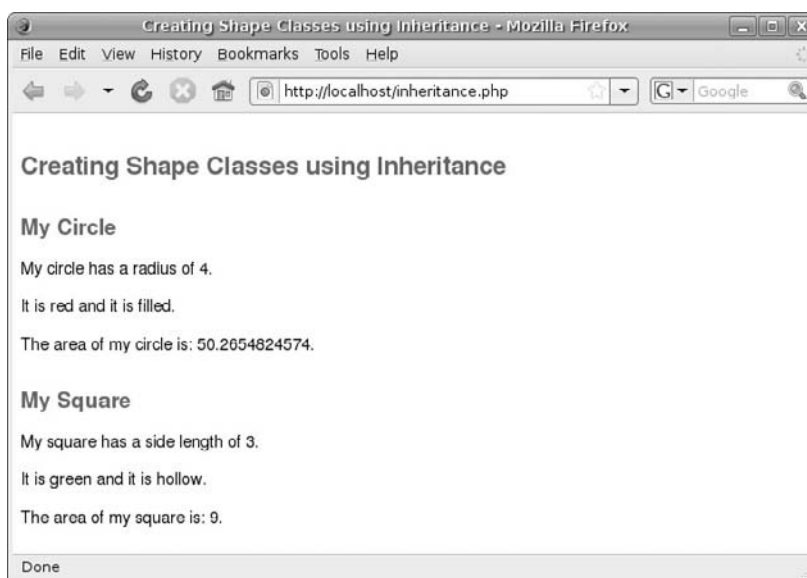 Creating Shape Classes using Inheritance - Mozilla Firefox
File Edit View History Bookmarks Tools Help
http://localhost/inheritance.php G Google
Creating Shape Classes using Inheritance
My Circle
My circle has a radius of 4.
It is red and it is filled.
The area of my circle is: 50.2654824574.
My Square
My square has a side length of 3.
It is green and it is hollow.
The area of my square is: 9.
Done